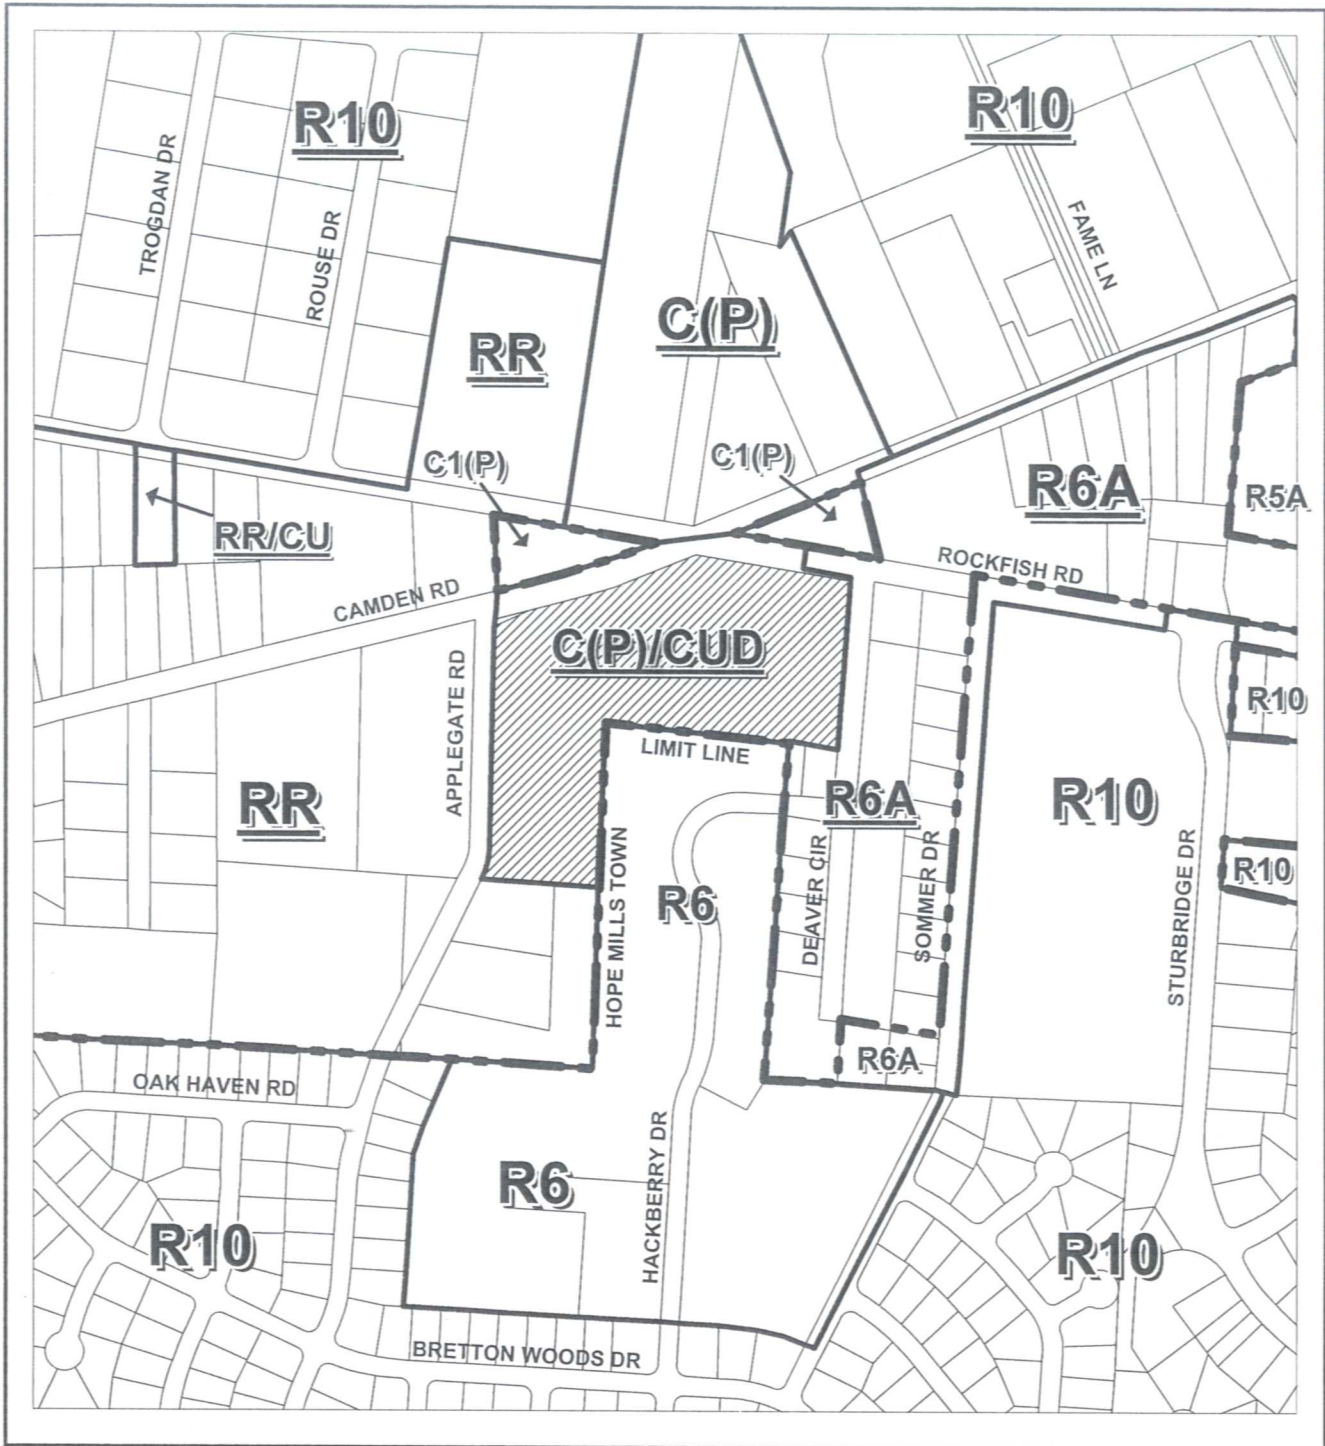 R10
R10
TROGDAN DR
ROUSE DR
FAME LN
C(P)
RR
C1(P)
C1(P)
R6A
R5A
RR/CU
ROCKFISH RD
CAMDEN RD
C(P)/CUD
APPLEGATE RD
R10
LIMIT LINE
RR
R6A
R10
HOPE MILLS TOWN
R6
DEAVER CIR
SOMMER DR
STURBRIDGE DR
R10
R6A
OAK HAVEN RD
HACKBERRY DR
R6
R10
R10
BRETTON WOODS DR